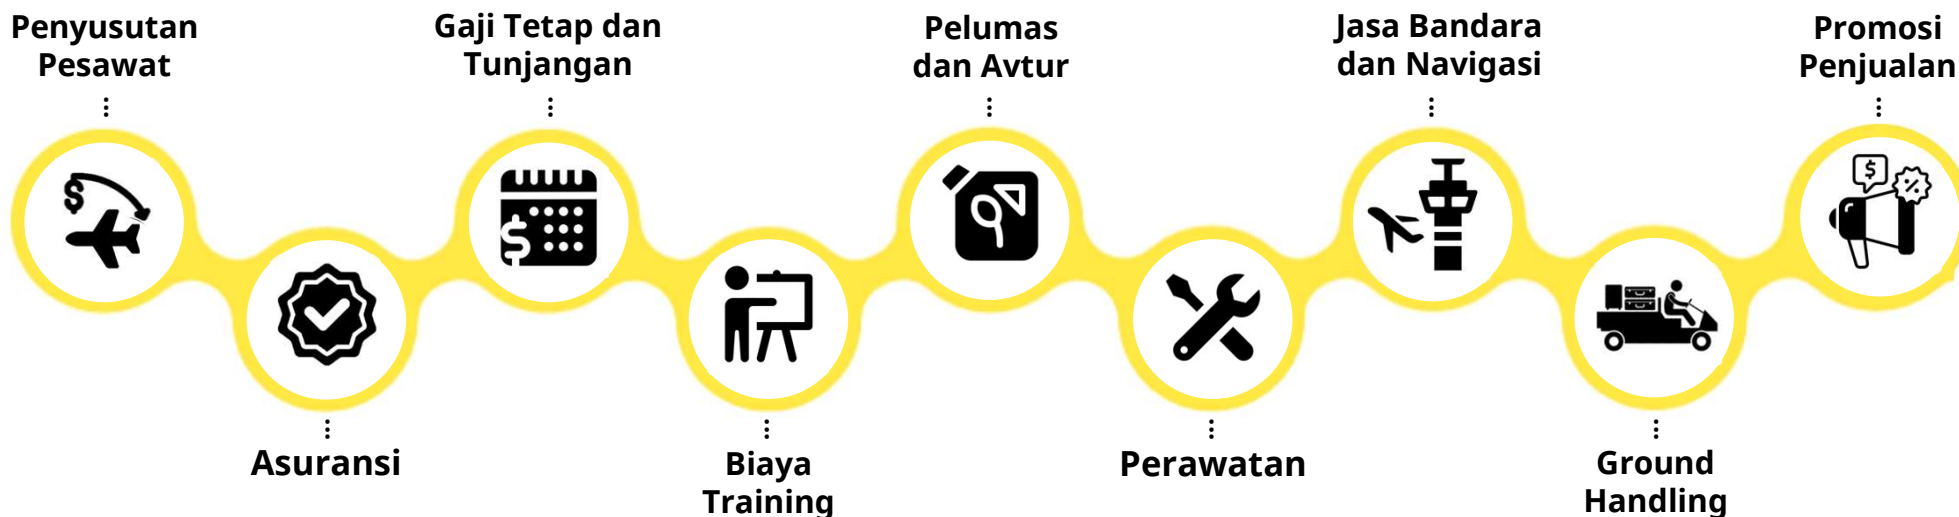 Penyusutan
Pesawat
Gaji Tetap dan
Tunjangan
Pelumas
dan Avtur
Jasa Bandara
dan Navigasi
Promosi
Penjualan
$
$
$
%
Asuransi
Biaya
Training
Perawatan
Ground
Handling